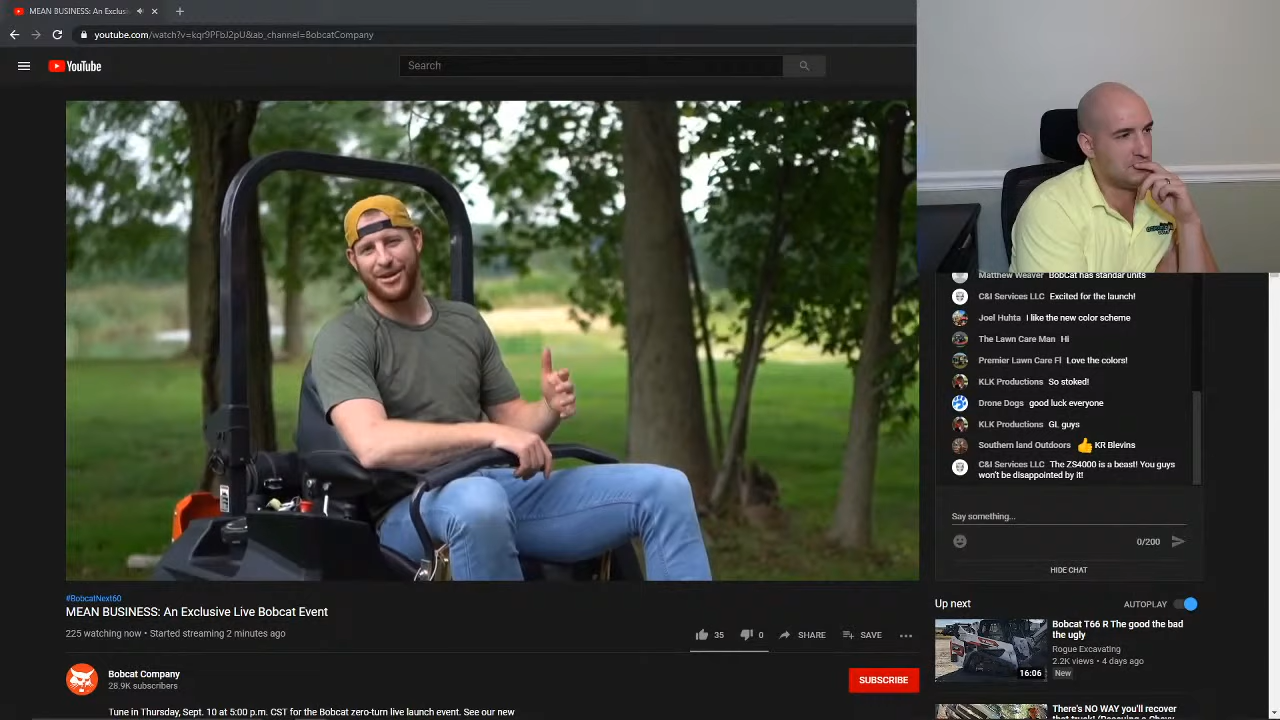 MEAN BUSINESS: An Exclusi
youtube.com/watch?v=kqr9PFbJ2pU&ab_channel=BobcatCompany
YouTube
Search
Matthew Weaver BobCat has standar units
C&I Services LLC Excited for the launch!
Joel Huhta I like the new color scheme
The Lawn Care Man Hi
Premier Lawn Care Fl Love the colors!
KLK Productions So stoked!
Drone Dogs good luck everyone
KLK Productions GL guys
Southern land Outdoors 👍 KR Blevins
C&I Services LLC The ZS4000 is a beast! You guys
won't be disappointed by it!
Say something...
0/200
HIDE CHAT
#BobcatNext60
MEAN BUSINESS: An Exclusive Live Bobcat Event
225 watching now • Started streaming 2 minutes ago
35 0 SHARE SAVE
Bobcat Company
28.9K subscribers
SUBSCRIBE
Tune in Thursday, Sept. 10 at 5:00 p.m. CST for the Bobcat zero-turn live launch event. See our new
Up next AUTOPLAY
Bobcat T66 R The good the bad
the ugly
Rogue Excavating
2.2K views • 4 days ago
New
16:06
There's NO WAY you'll recover